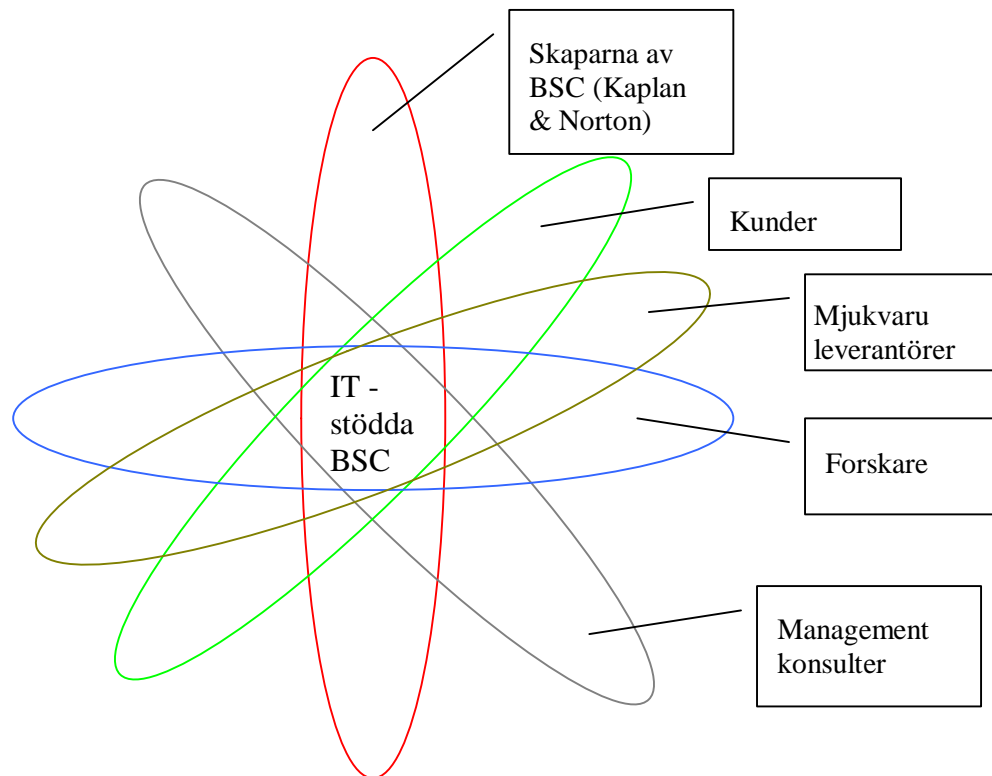 Skaparna av
BSC (Kaplan
& Norton)
Kunder
Mjukvaru
leverantörer
IT -
stödda
BSC
Forskare
Management
konsulter